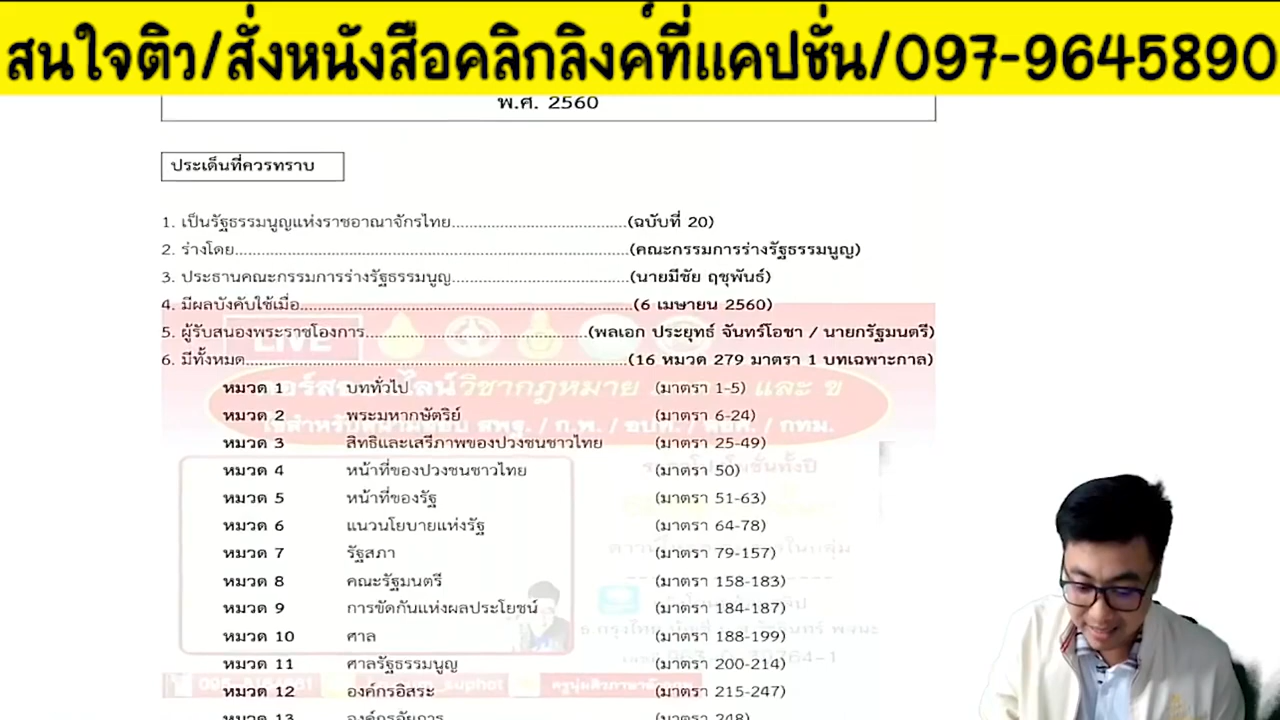 สนใจติว/สั่งหนังสือคลิกลิงค์ที่แคปชั่น/097-9645890
พ.ศ. 2560
ประเด็นที่ควรทราบ
1. เป็นรัฐธรรมนูญแห่งราชอาณาจักรไทย....................................(ฉบับที่ 20)
2. ร่างโดย................................................................................(คณะกรรมการร่างรัฐธรรมนูญ)
3. ประธานคณะกรรมการร่างรัฐธรรมนูญ....................................(นายมีชัย ฤชุพันธ์)
4. มีผลบังคับใช้เมื่อ....................................................................(6 เมษายน 2560)
5. ผู้รับสนองพระราชโองการ..............................................(พลเอก ประยุทธ์ จันทร์โอชา / นายกรัฐมนตรี)
6. มีทั้งหมด..............................................................................(16 หมวด 279 มาตรา 1 บทเฉพาะกาล)
หมวด 1 บททั่วไป (มาตรา 1-5)
หมวด 2 พระมหากษัตริย์ (มาตรา 6-24)
หมวด 3 สิทธิและเสรีภาพของปวงชนชาวไทย (มาตรา 25-49)
หมวด 4 หน้าที่ของปวงชนชาวไทย (มาตรา 50)
หมวด 5 หน้าที่ของรัฐ (มาตรา 51-63)
หมวด 6 แนวนโยบายแห่งรัฐ (มาตรา 64-78)
หมวด 7 รัฐสภา (มาตรา 79-157)
หมวด 8 คณะรัฐมนตรี (มาตรา 158-183)
หมวด 9 การขัดกันแห่งผลประโยชน์ (มาตรา 184-187)
หมวด 10 ศาล (มาตรา 188-199)
หมวด 11 ศาลรัฐธรรมนูญ (มาตรา 200-214)
หมวด 12 องค์กรอิสระ (มาตรา 215-247)
หมวด 13 องค์กรอัยการ (มาตรา 248)
LIVE